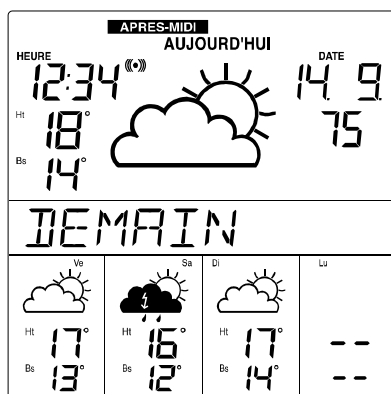 APRES-MIDI
AUJOURD'HUI
HEURE DATE
12:34 14. 9.
Ht 18° 75
Bs 14°
DEMAIN
Ve Sa Di Lu
Ht 17° Ht 16° Ht 17° --
Bs 13° Bs 12° Bs 14° --